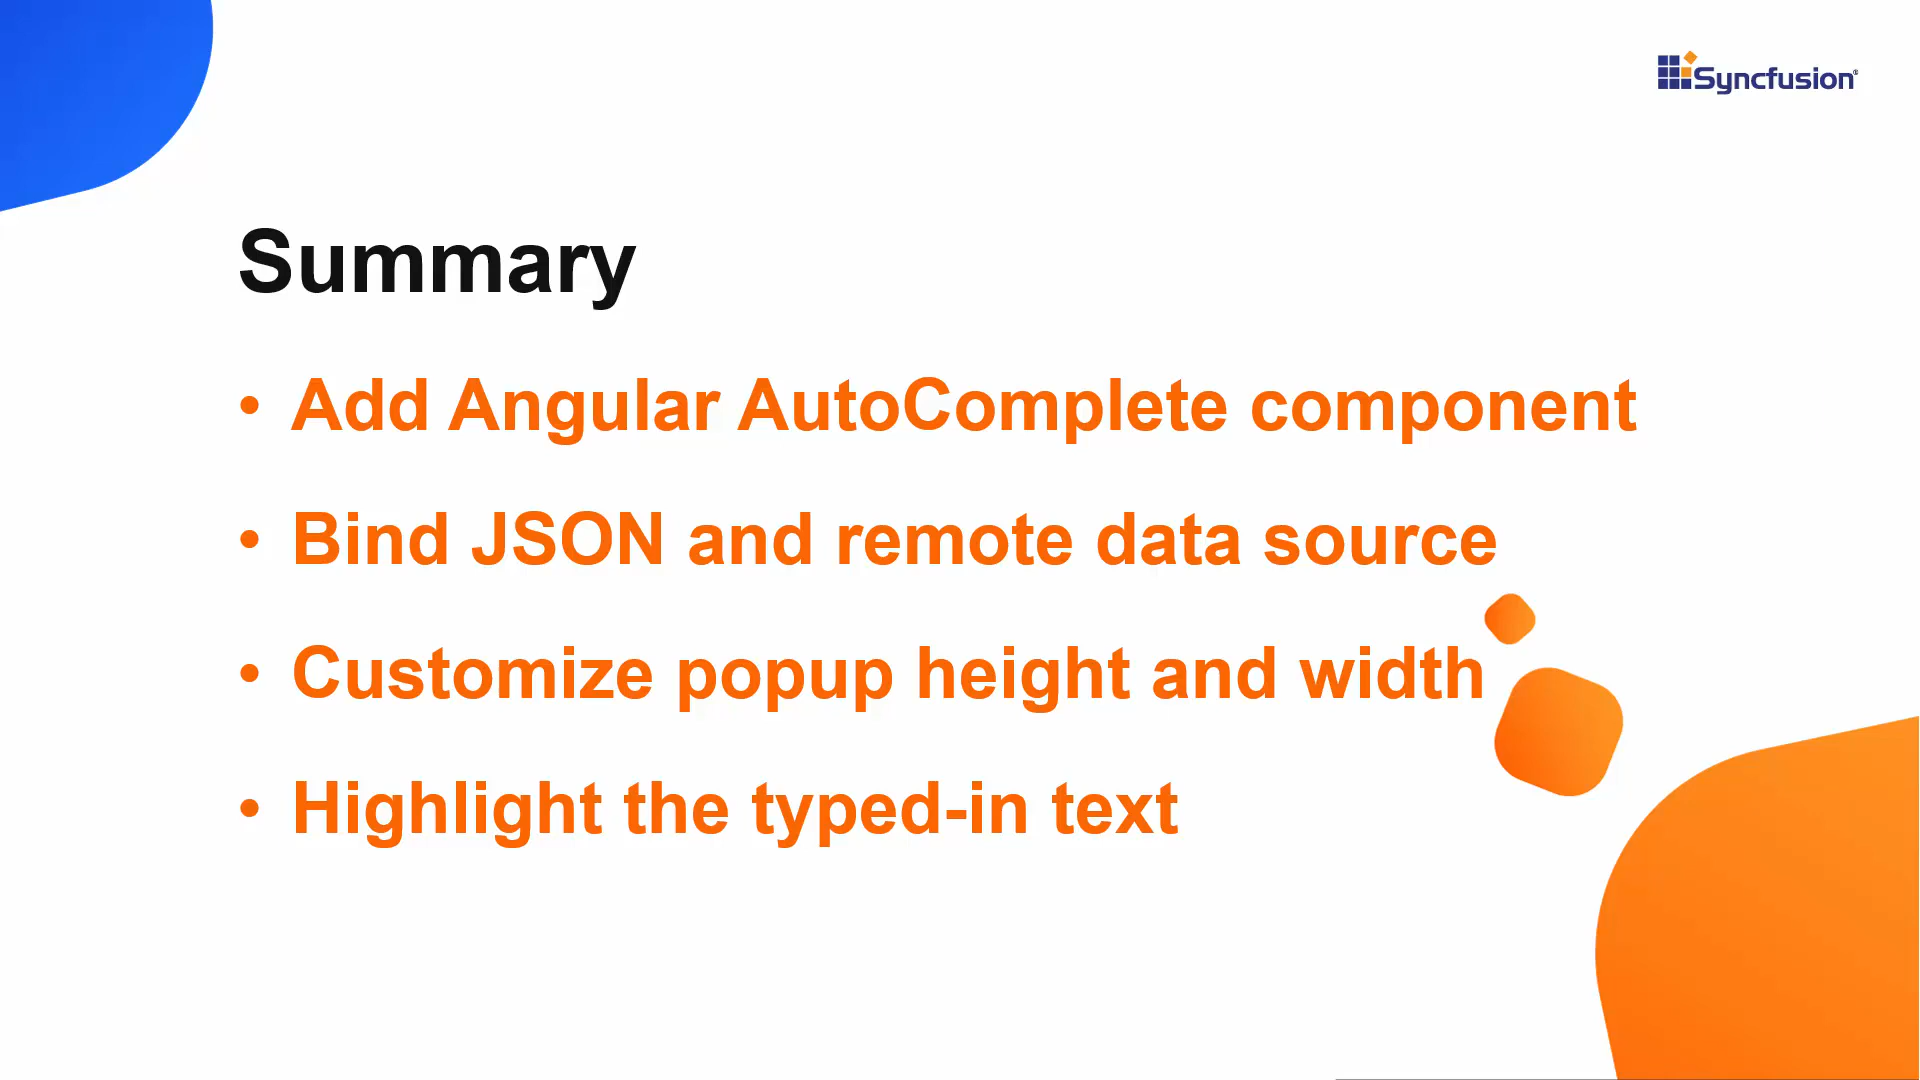 Syncfusion®
Summary
• Add Angular AutoComplete component
• Bind JSON and remote data source
• Customize popup height and width
• Highlight the typed-in text